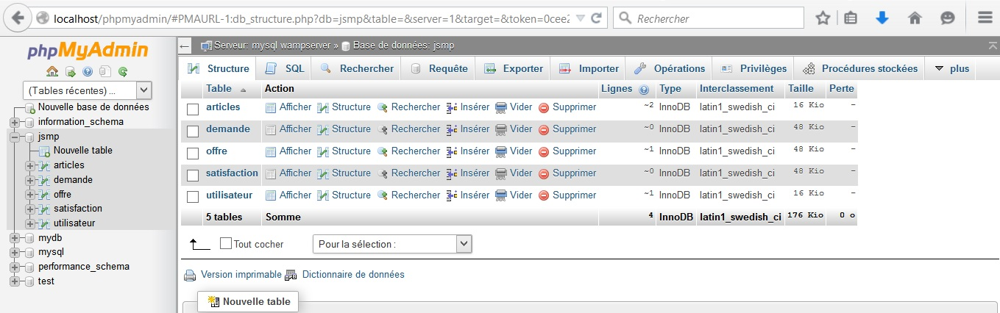 localhost/phpmyadmin/#PMAURL-1:db_structure.php?db=jsmp&table=&server=1&target=&token=0cee2
Rechercher
phpMyAdmin
(Tables récentes) ...
Nouvelle base de données
information_schema
jsmp
Nouvelle table
articles
demande
offre
satisfaction
utilisateur
mydb
mysql
performance_schema
test
Serveur: mysql wampserver » Base de données: jsmp
Structure SQL Rechercher Requête Exporter Importer Opérations Privilèges Procédures stockées plus
Table Action Lignes Type Interclassement Taille Perte
articles Afficher Structure Rechercher Insérer Vider Supprimer ~2 InnoDB latin1_swedish_ci 16 Kio -
demande Afficher Structure Rechercher Insérer Vider Supprimer ~0 InnoDB latin1_swedish_ci 48 Kio -
offre Afficher Structure Rechercher Insérer Vider Supprimer ~1 InnoDB latin1_swedish_ci 48 Kio -
satisfaction Afficher Structure Rechercher Insérer Vider Supprimer ~0 InnoDB latin1_swedish_ci 48 Kio -
utilisateur Afficher Structure Rechercher Insérer Vider Supprimer ~1 InnoDB latin1_swedish_ci 16 Kio -
5 tables Somme 4 InnoDB latin1_swedish_ci 176 Kio 0 o
Tout cocher Pour la sélection :
Version imprimable Dictionnaire de données
Nouvelle table